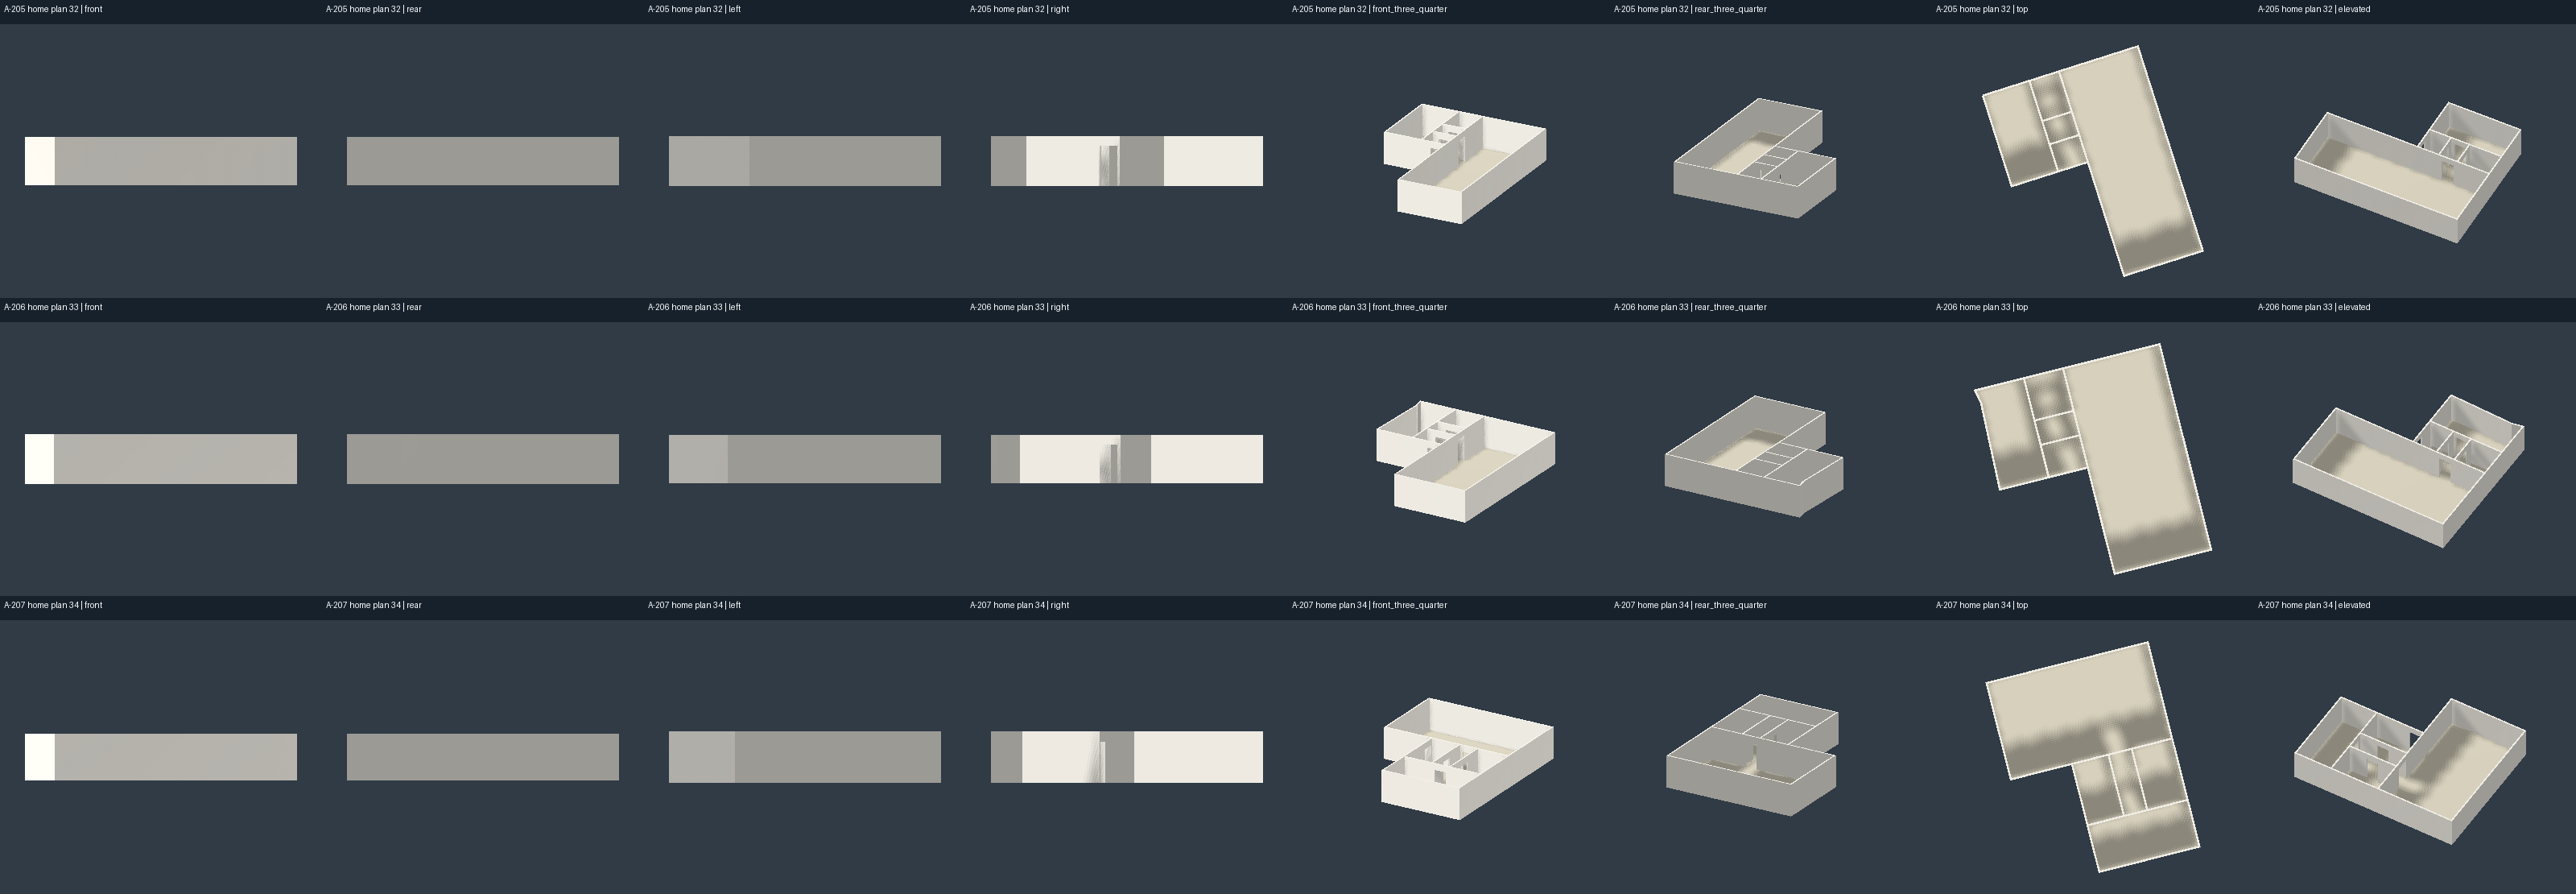 A-205 home plan 32 | front
A-205 home plan 32 | rear
A-205 home plan 32 | left
A-205 home plan 32 | right
A-205 home plan 32 | front_three_quarter
A-205 home plan 32 | rear_three_quarter
A-205 home plan 32 | top
A-205 home plan 32 | elevated
A-206 home plan 33 | front
A-206 home plan 33 | rear
A-206 home plan 33 | left
A-206 home plan 33 | right
A-206 home plan 33 | front_three_quarter
A-206 home plan 33 | rear_three_quarter
A-206 home plan 33 | top
A-206 home plan 33 | elevated
A-207 home plan 34 | front
A-207 home plan 34 | rear
A-207 home plan 34 | left
A-207 home plan 34 | right
A-207 home plan 34 | front_three_quarter
A-207 home plan 34 | rear_three_quarter
A-207 home plan 34 | top
A-207 home plan 34 | elevated